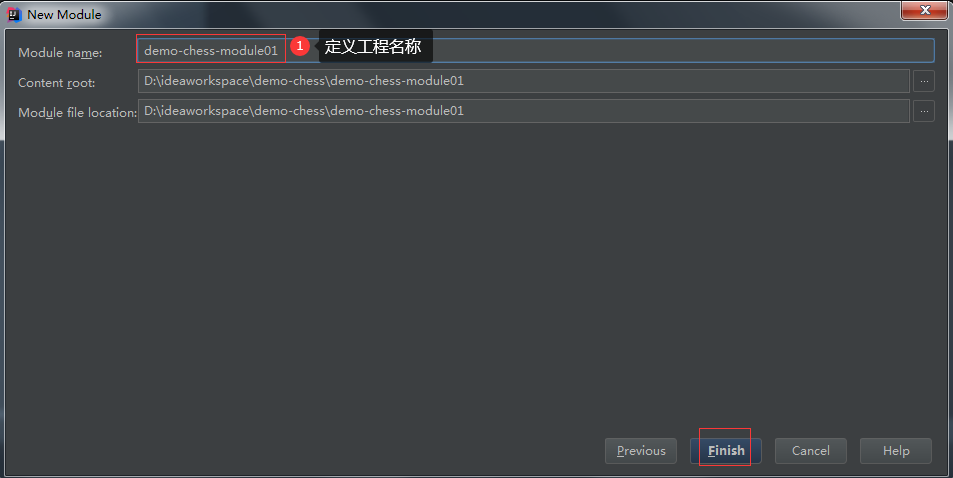 New Module
Module name: demo-chess-module01 1 定义工程名称
Content root: D:\ideaworkspace\demo-chess\demo-chess-module01 ...
Module file location: D:\ideaworkspace\demo-chess\demo-chess-module01 ...
Previous Finish Cancel Help